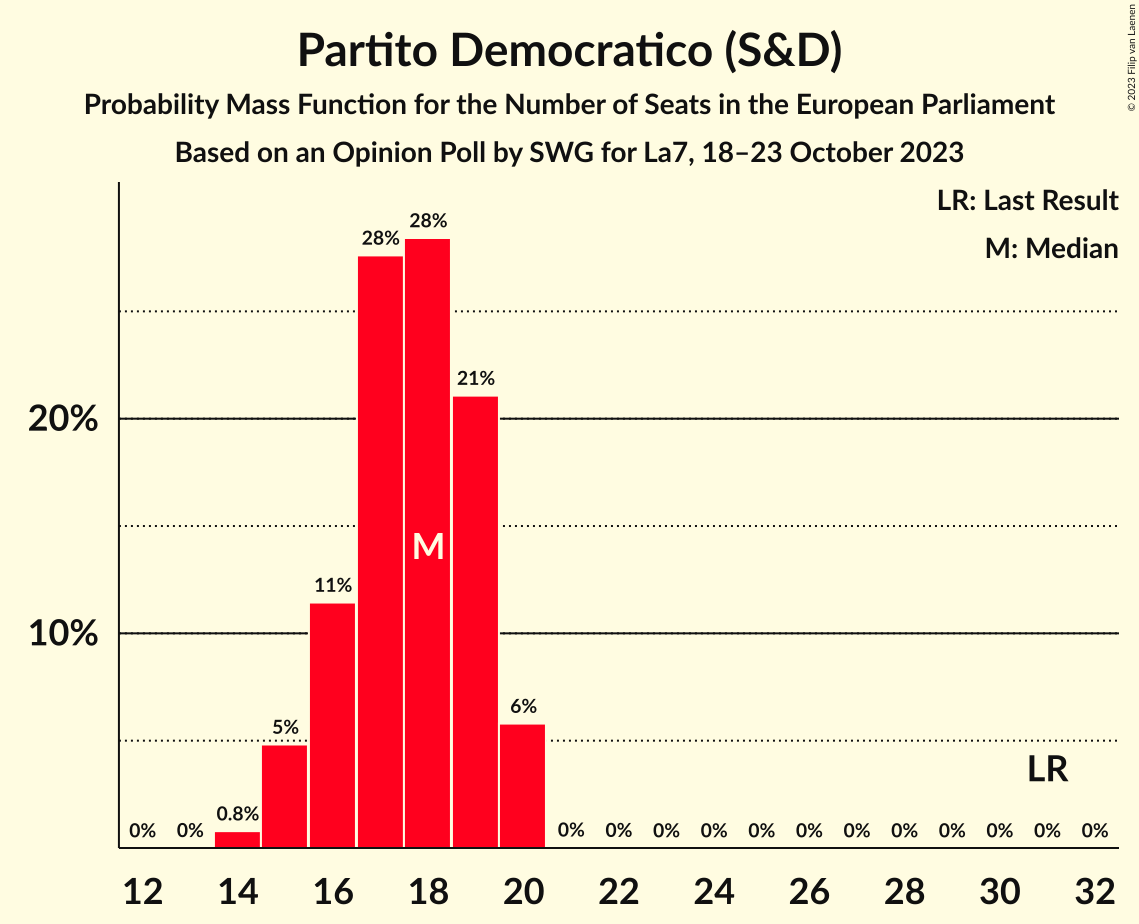 Partito Democratico (S&D)
Probability Mass Function for the Number of Seats in the European Parliament
Based on an Opinion Poll by SWG for La7, 18–23 October 2023
© 2023 Filip van Laenen
LR: Last Result
M: Median
20%
10%
0% 0% 0.8% 5% 11% 28% 28% 21% 6% 0% 0% 0% 0% 0% 0% 0% 0% 0% 0% 0% 0%
M
LR
12 14 16 18 20 22 24 26 28 30 32